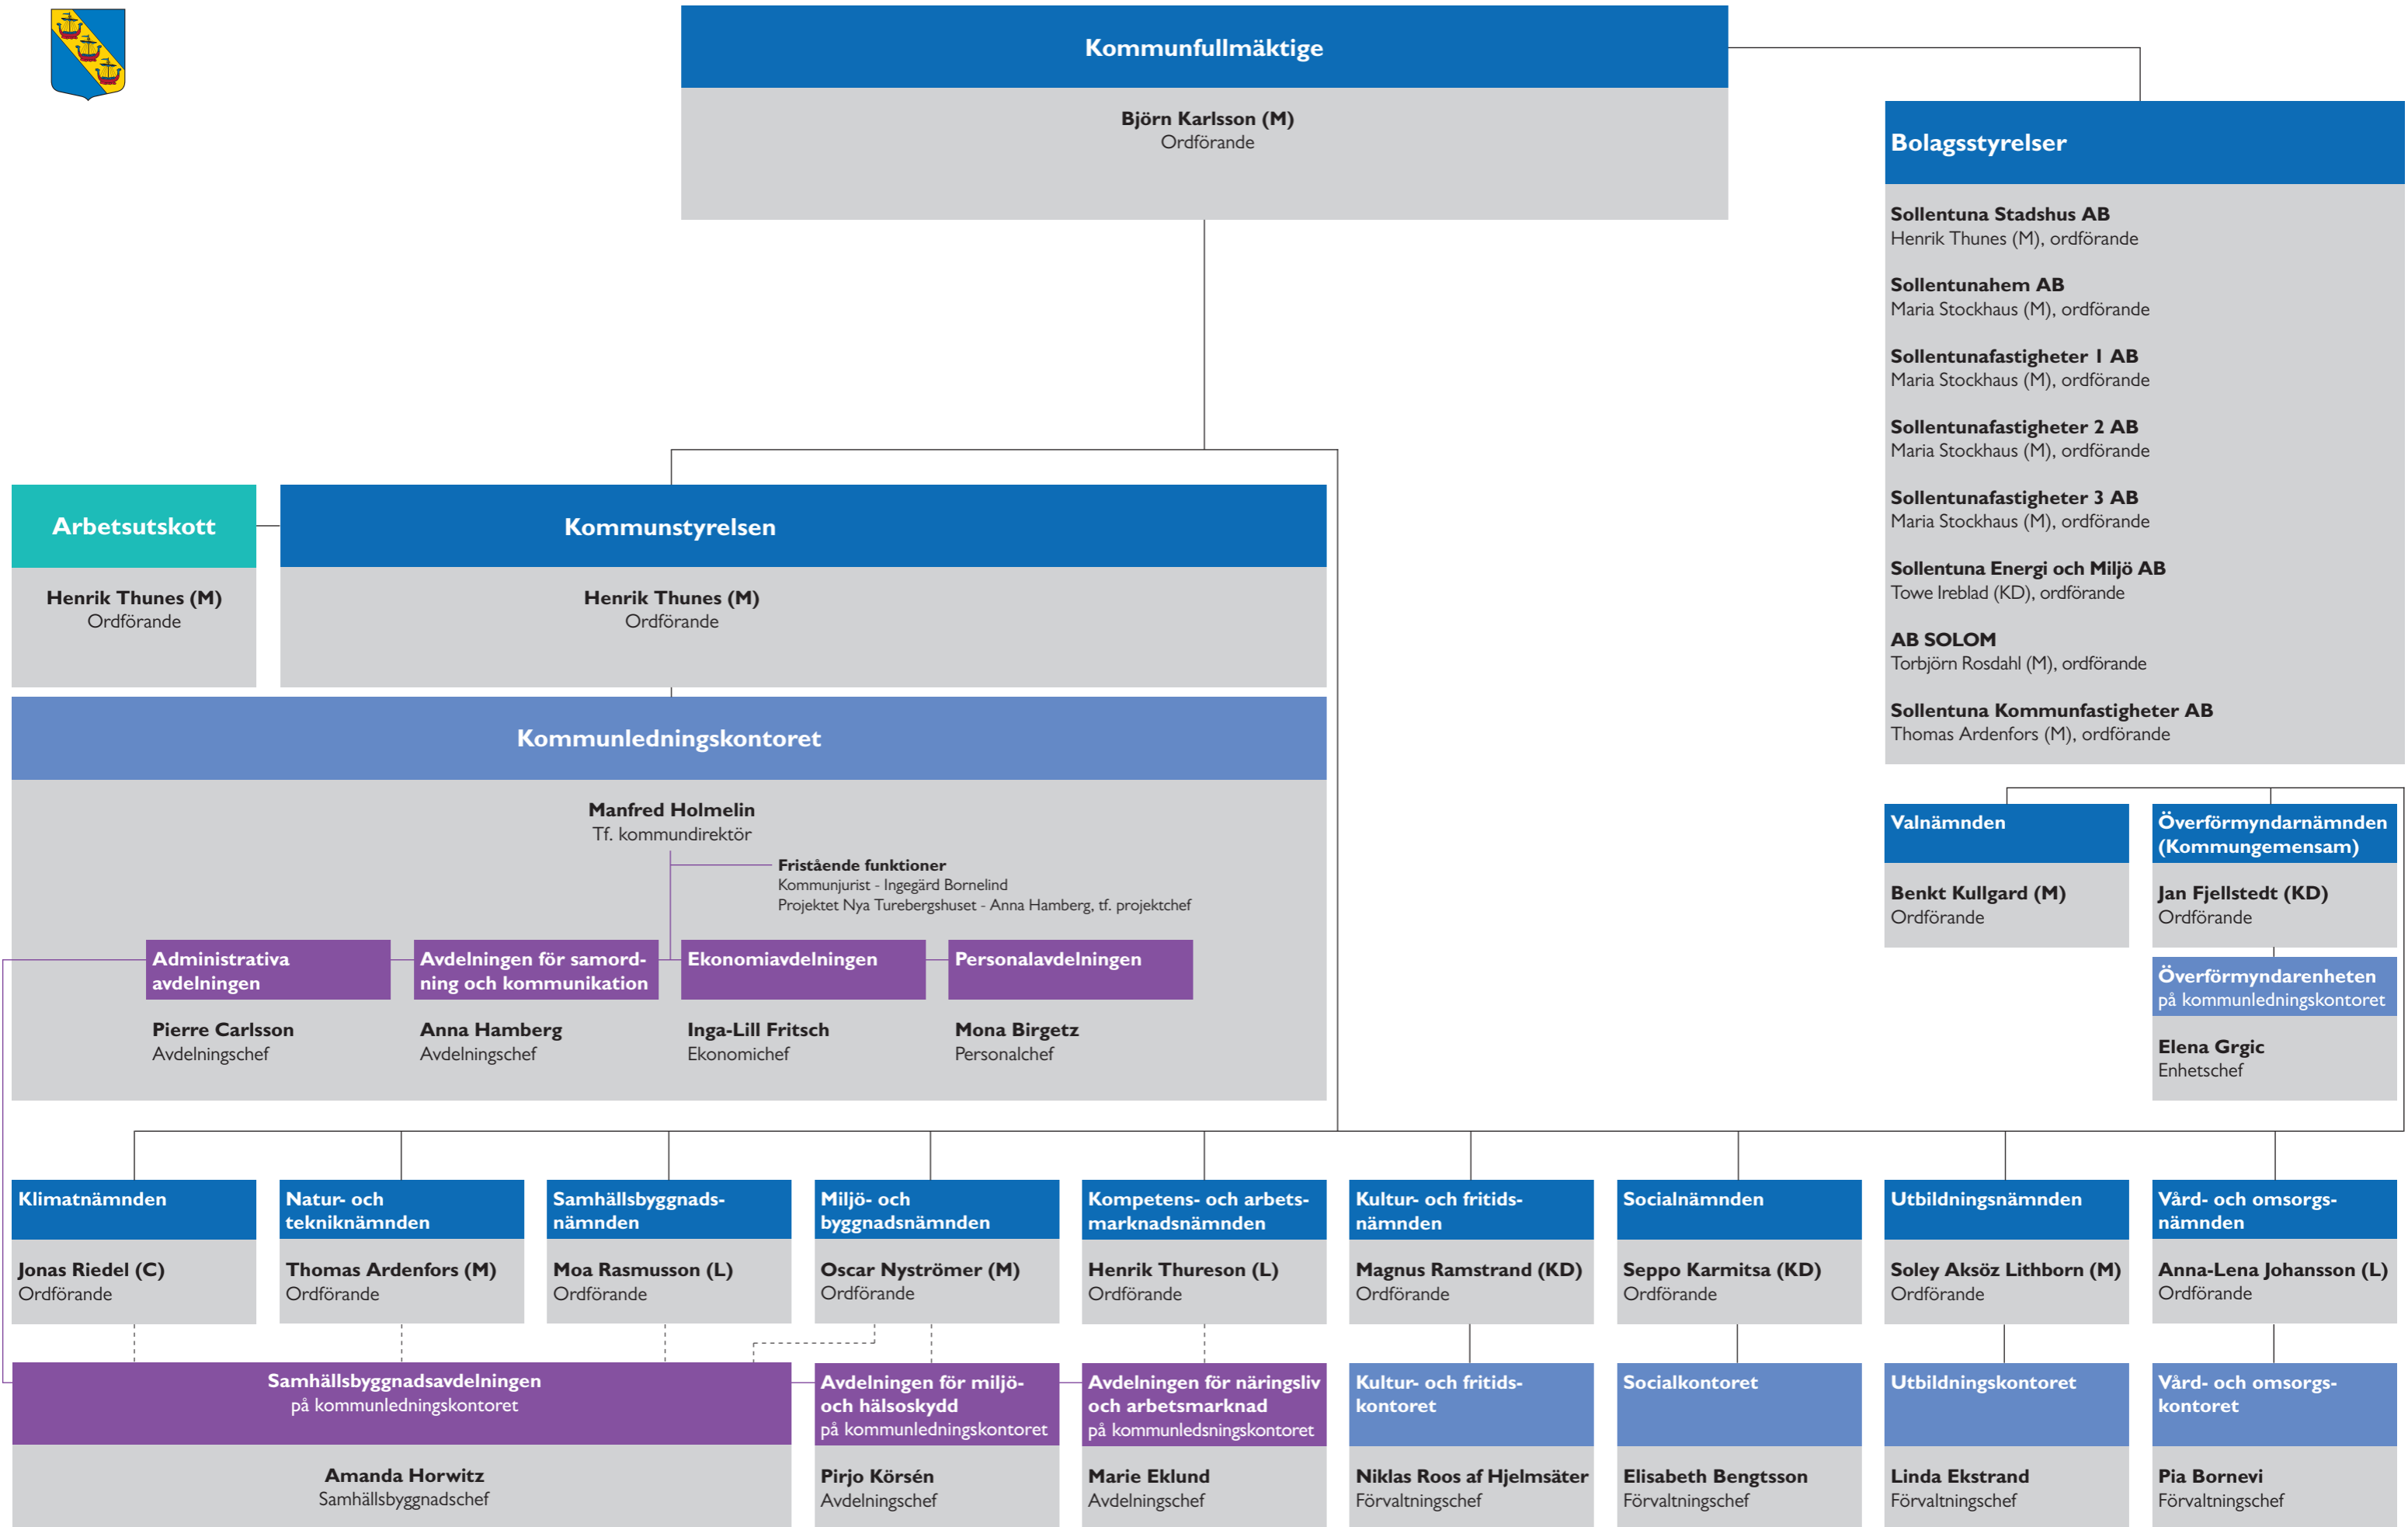 Kommunfullmäktige
Björn Karlsson (M)
Ordförande
Bolagsstyrelser
Sollentuna Stadshus AB
Henrik Thunes (M), ordförande
Sollentunahem AB
Maria Stockhaus (M), ordförande
Sollentunafastigheter 1 AB
Maria Stockhaus (M), ordförande
Sollentunafastigheter 2 AB
Maria Stockhaus (M), ordförande
Sollentunafastigheter 3 AB
Maria Stockhaus (M), ordförande
Sollentuna Energi och Miljö AB
Towe Ireblad (KD), ordförande
AB SOLOM
Torbjörn Rosdahl (M), ordförande
Sollentuna Kommunfastigheter AB
Thomas Ardenfors (M), ordförande
Arbetsutskott
Henrik Thunes (M)
Ordförande
Kommunstyrelsen
Henrik Thunes (M)
Ordförande
Kommunledningskontoret
Manfred Holmelin
Tf. kommundirektör
Fristående funktioner
Kommunjurist - Ingegärd Bornelind
Projektet Nya Turebergshuset - Anna Hamberg, tf. projektchef
Administrativa
avdelningen
Pierre Carlsson
Avdelningschef
Avdelningen för samord-
ning och kommunikation
Anna Hamberg
Avdelningschef
Ekonomiavdelningen
Inga-Lill Fritsch
Ekonomichef
Personalavdelningen
Mona Birgetz
Personalchef
Valnämnden
Benkt Kullgard (M)
Ordförande
Överförmyndarnämnden
(Kommungemensam)
Jan Fjellstedt (KD)
Ordförande
Överförmyndarenheten
på kommunledningskontoret
Elena Grgic
Enhetschef
Klimatnämnden
Jonas Riedel (C)
Ordförande
Natur- och
tekniknämnden
Thomas Ardenfors (M)
Ordförande
Samhällsbyggnads-
nämnden
Moa Rasmusson (L)
Ordförande
Miljö- och
byggnadsnämnden
Oscar Nyströmer (M)
Ordförande
Kompetens- och arbets-
marknadsnämnden
Henrik Thureson (L)
Ordförande
Kultur- och fritids-
nämnden
Magnus Ramstrand (KD)
Ordförande
Socialnämnden
Seppo Karmitsa (KD)
Ordförande
Utbildningsnämnden
Soley Aksöz Lithborn (M)
Ordförande
Vård- och omsorgs-
nämnden
Anna-Lena Johansson (L)
Ordförande
Samhällsbyggnadsavdelningen
på kommunledningskontoret
Amanda Horwitz
Samhällsbyggnadschef
Avdelningen för miljö-
och hälsoskydd
på kommunledningskontoret
Pirjo Körsén
Avdelningschef
Avdelningen för näringsliv
och arbetsmarknad
på kommunledsningskontoret
Marie Eklund
Avdelningschef
Kultur- och fritids-
kontoret
Niklas Roos af Hjelmsäter
Förvaltningschef
Socialkontoret
Elisabeth Bengtsson
Förvaltningschef
Utbildningskontoret
Linda Ekstrand
Förvaltningschef
Vård- och omsorgs-
kontoret
Pia Bornevi
Förvaltningschef